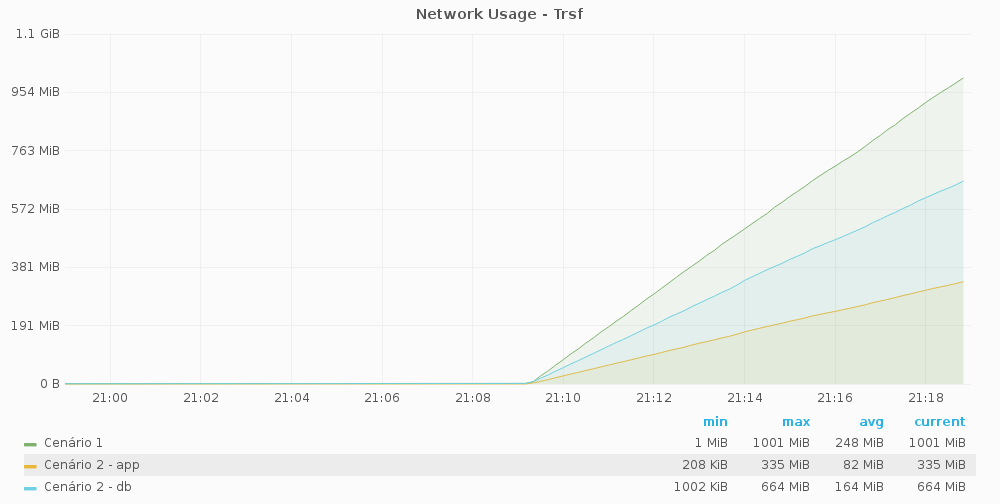 Network Usage - Trsf
1.1 GiB
954 MiB
763 MiB
572 MiB
381 MiB
191 MiB
0 B
21:00 21:02 21:04 21:06 21:08 21:10 21:12 21:14 21:16 21:18
min max avg current
Cenário 1 1 MiB 1001 MiB 248 MiB 1001 MiB
Cenário 2 - app 208 KiB 335 MiB 82 MiB 335 MiB
Cenário 2 - db 1002 KiB 664 MiB 164 MiB 664 MiB